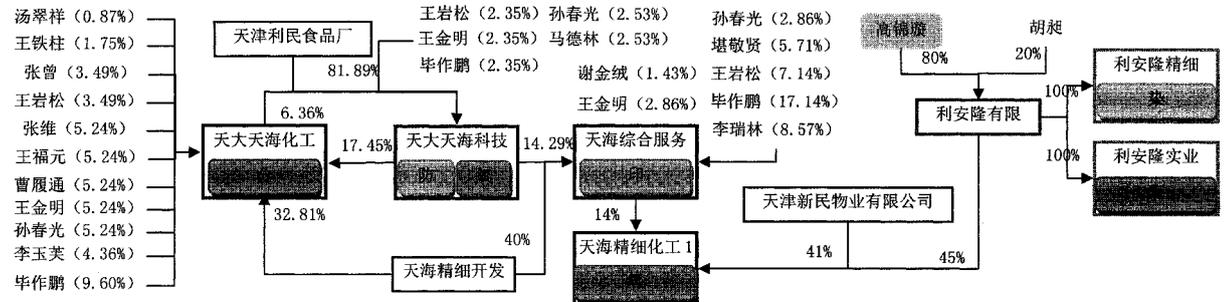 汤翠祥（0.87%）
王铁柱（1.75%）
张曾（3.49%）
王岩松（3.49%）
张维（5.24%）
王福元（5.24%）
曹履通（5.24%）
王金明（5.24%）
孙春光（5.24%）
李玉芙（4.36%）
毕作鹏（9.60%）
天津利民食品厂
81.89%
6.36%
天大天海化工
17.45%
32.81%
王岩松（2.35%）孙春光（2.53%）
王金明（2.35%）马德林（2.53%）
毕作鹏（2.35%）
天大天海科技
防
14.29%
40%
天海精细开发
谢金绒（1.43%）
王金明（2.86%）
孙春光（2.86%）
堪敬贤（5.71%）
王岩松（7.14%）
毕作鹏（17.14%）
李瑞林（8.57%）
天海综合服务
印
14%
天海精细化工1
天津新民物业有限公司
41%
45%
高锦璇
胡昶
80%
20%
利安隆有限
100%
100%
利安隆精细
染
利安隆实业